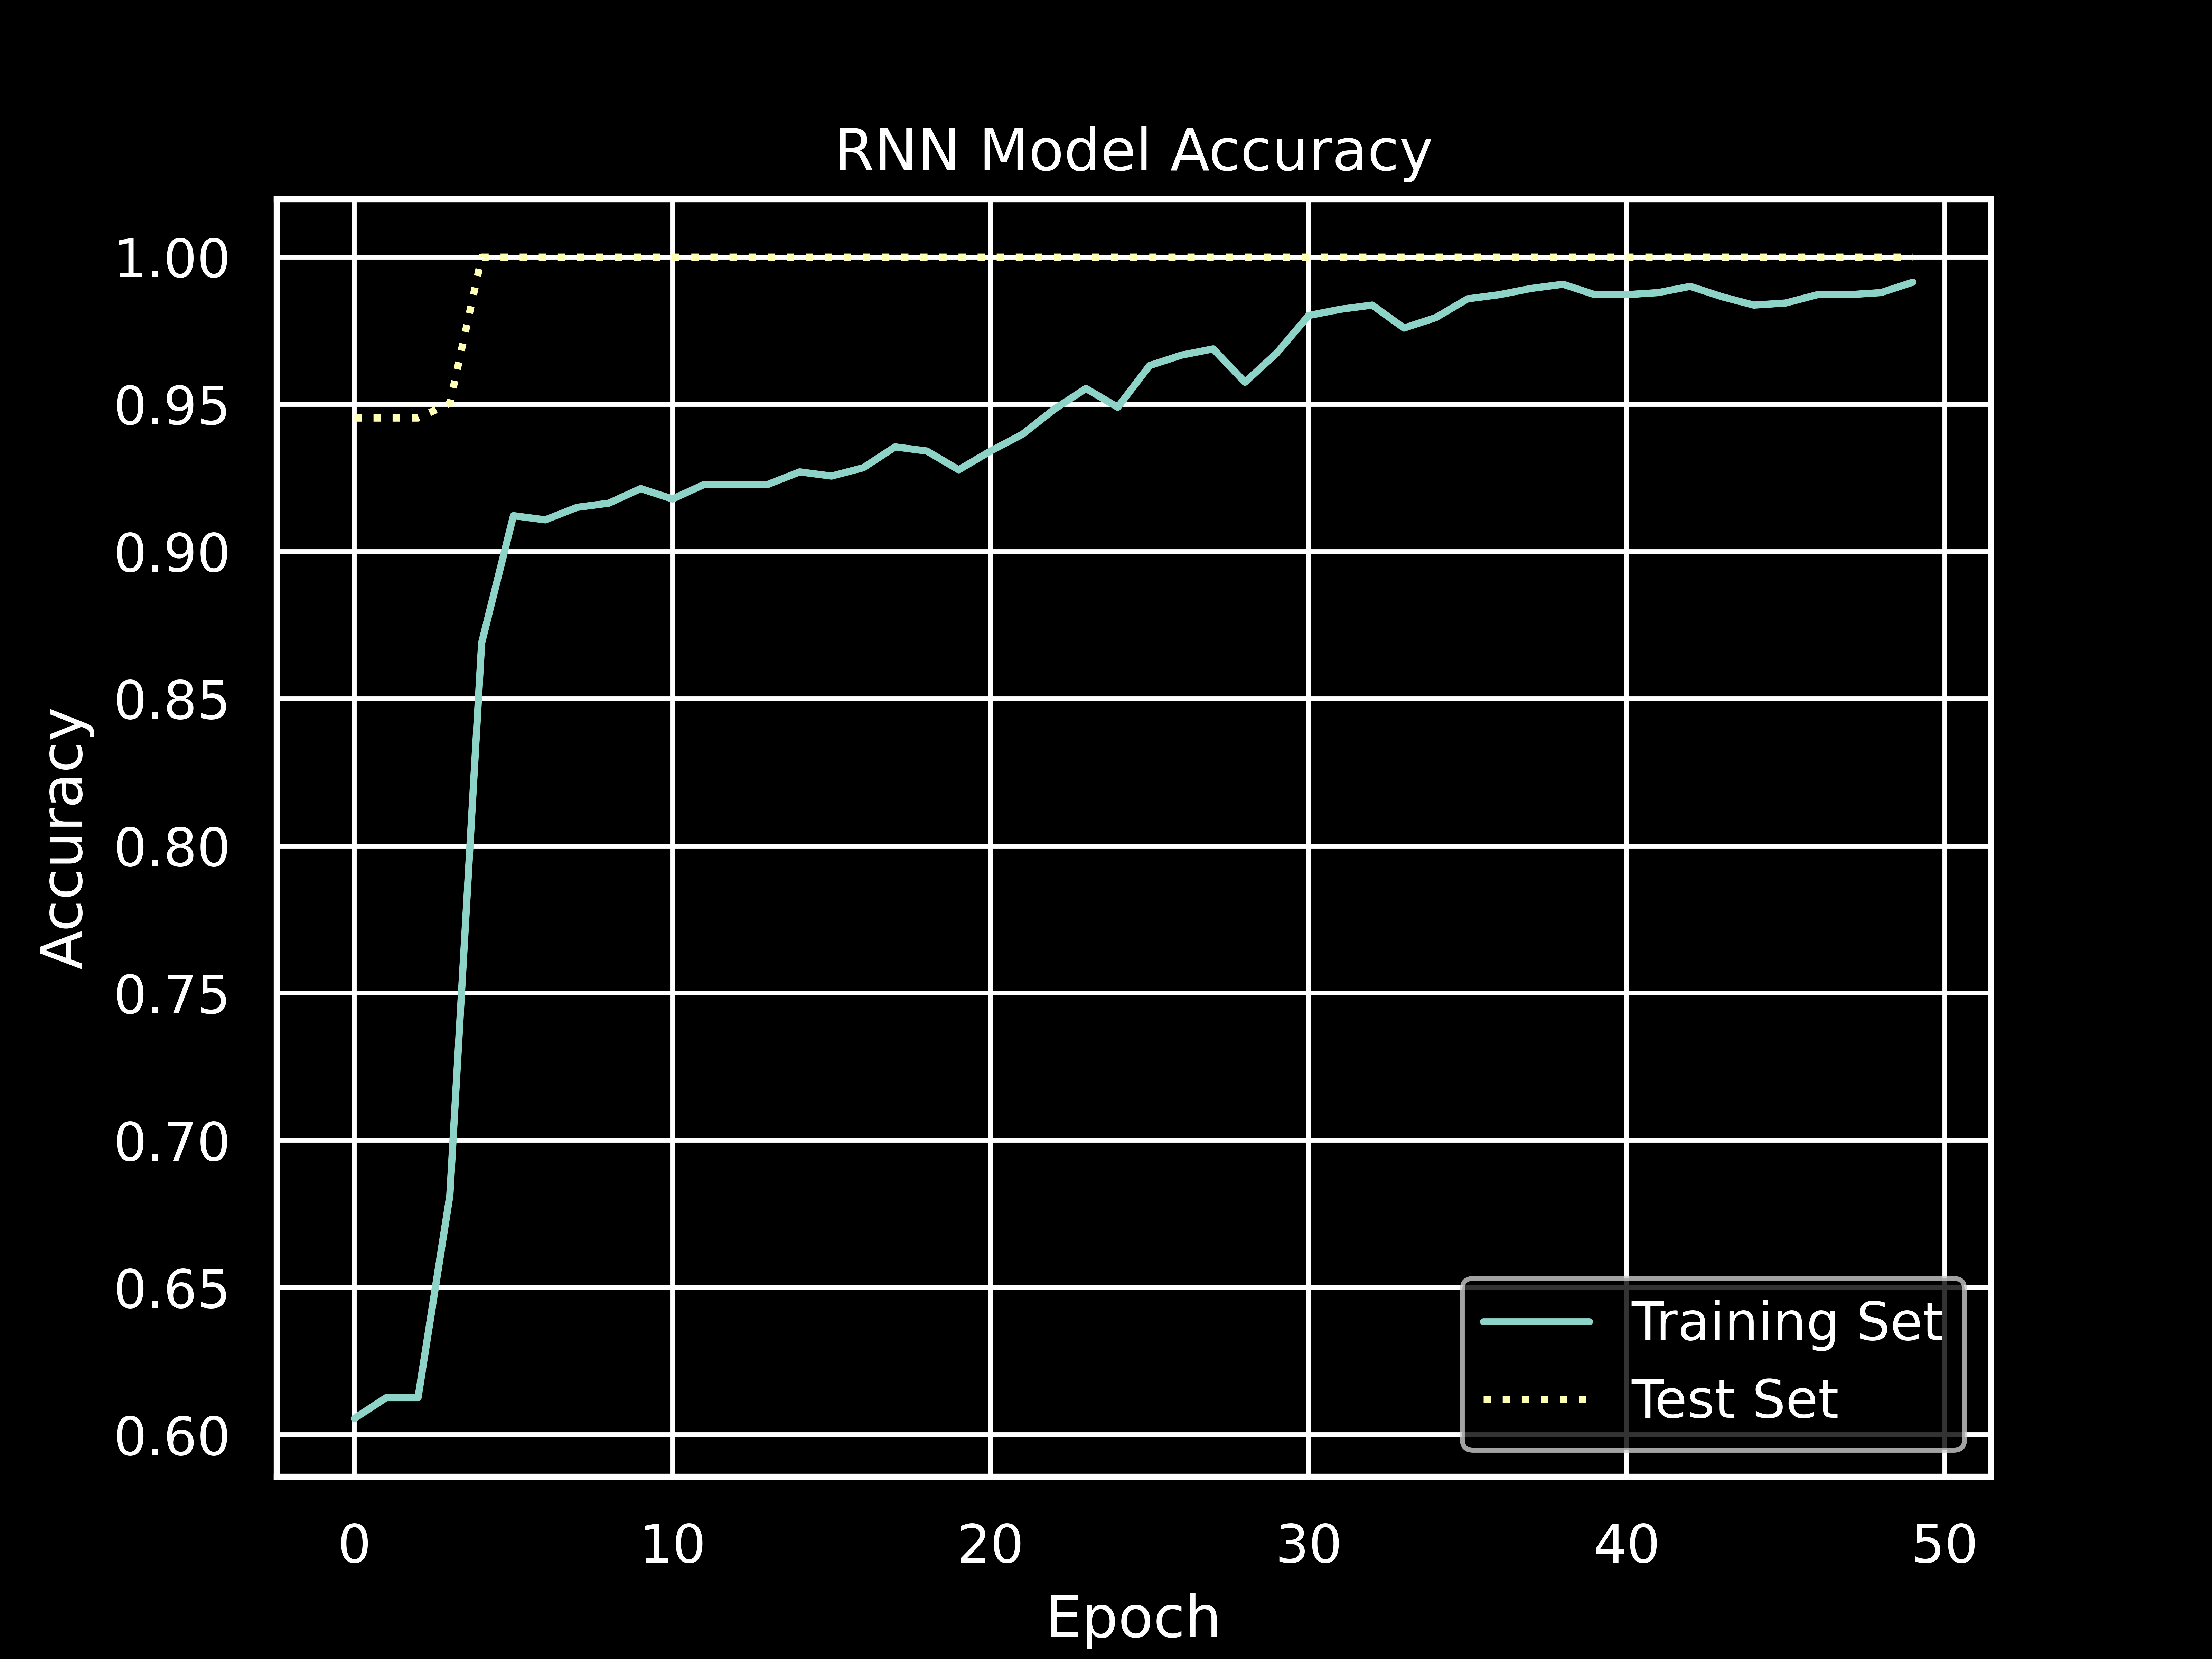 RNN Model Accuracy
1.00
0.95
0.90
0.85
0.80
0.75
0.70
0.65
0.60
Accuracy
0 10 20 30 40 50
Epoch
Training Set
Test Set